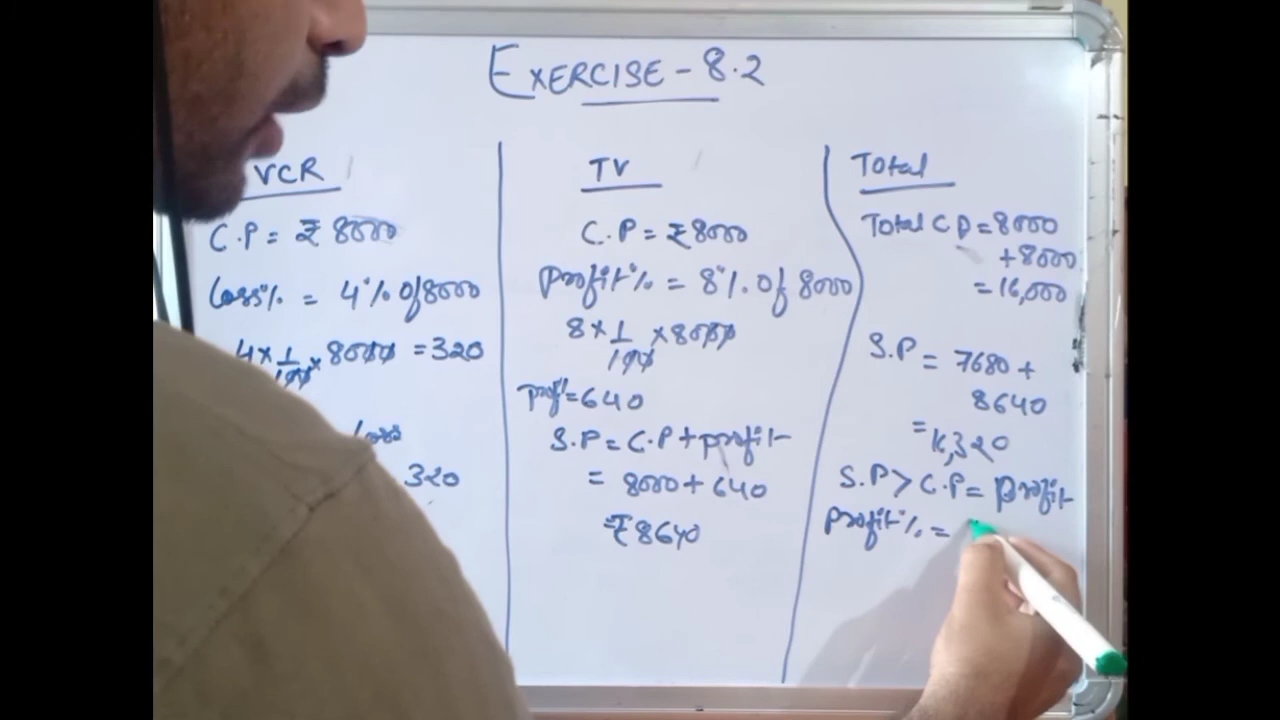 EXERCISE-8.2
VCR
C.P = ₹ 8000
Loss% = 4% Of 8000
4 × 1/100 × 8000 = 320
loss
320
TV
C.P = ₹8000
Profit% = 8% Of 8000
8 × 1/100 × 8000
Prof = 640
S.P = C.P + profit
= 8000 + 640
= ₹8640
Total
Total C P = 8000
+ 8000
= 16,000
S.P = 7680 +
8640
= 16,320
S.P > C.P = Profit
Profit% =